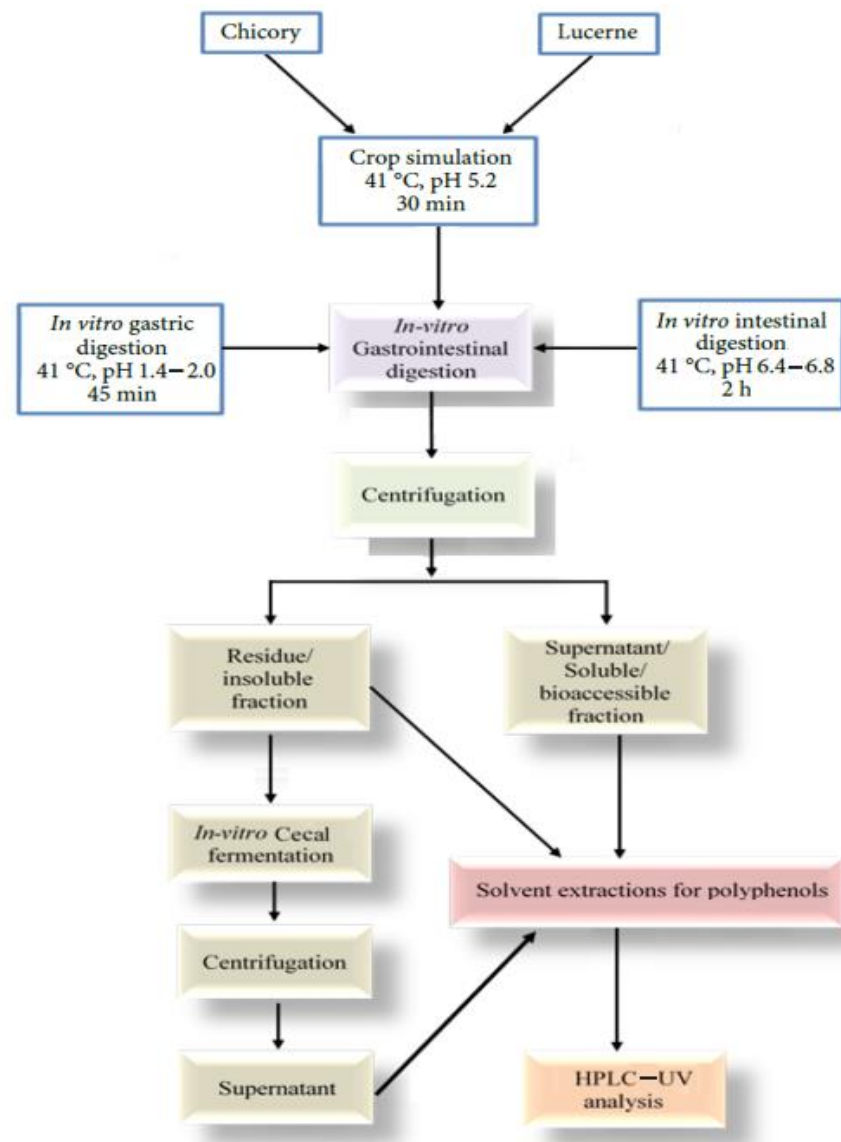 Chicory
Lucerne
Crop simulation
41 °C, pH 5.2
30 min
In vitro gastric
digestion
41 °C, pH 1.4−2.0
45 min
In-vitro
Gastrointestinal
digestion
In vitro intestinal
digestion
41 °C, pH 6.4−6.8
2 h
Centrifugation
Residue/
insoluble
fraction
Supernatant/
Soluble/
bioaccessible
fraction
In-vitro Cecal
fermentation
Solvent extractions for polyphenols
Centrifugation
Supernatant
HPLC−UV
analysis